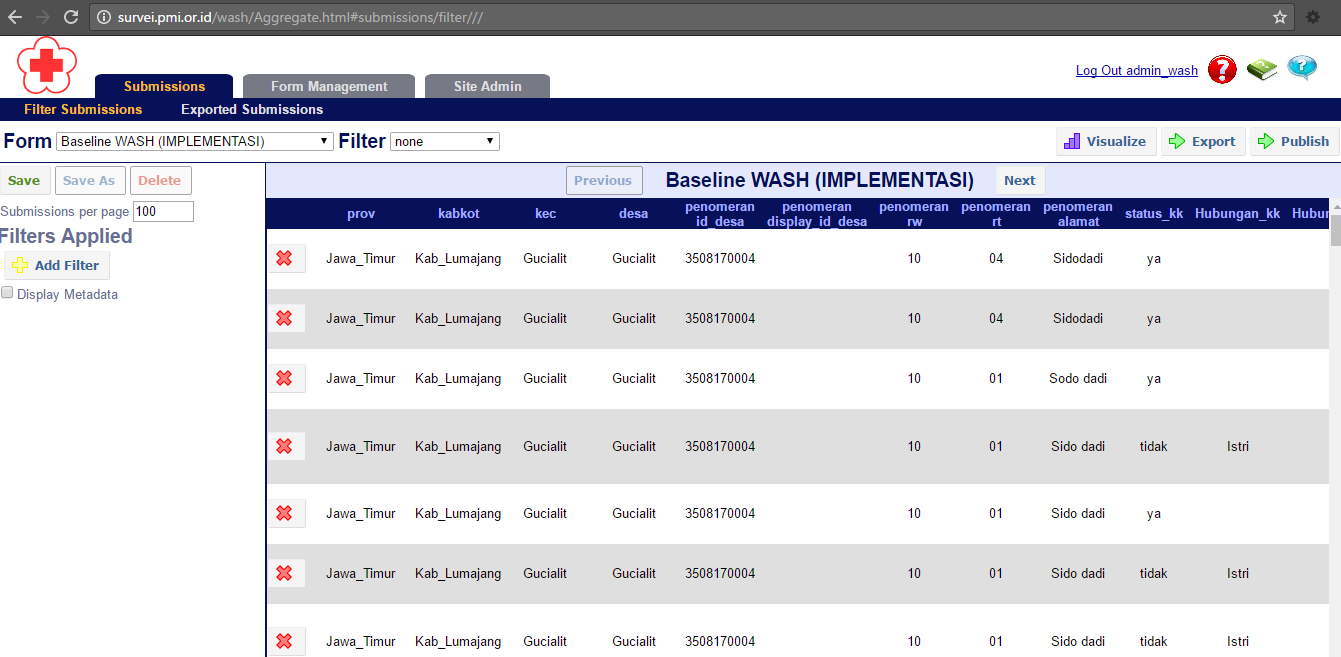 survei.pmi.or.id/wash/Aggregate.html#submissions/filter///
Submissions Form Management Site Admin Log Out admin_wash ? ?
Filter Submissions Exported Submissions
Form Baseline WASH (IMPLEMENTASI) Filter none Visualize Export Publish
Save Save As Delete Previous Baseline WASH (IMPLEMENTASI) Next
Submissions per page 100
Filters Applied
Add Filter
Display Metadata
prov kabkot kec desa penomeran id_desa penomeran display_id_desa penomeran rw penomeran rt penomeran alamat status_kk Hubungan_kk Hubun
Jawa_Timur Kab_Lumajang Gucialit Gucialit 3508170004 10 04 Sidodadi ya
Jawa_Timur Kab_Lumajang Gucialit Gucialit 3508170004 10 04 Sidodadi ya
Jawa_Timur Kab_Lumajang Gucialit Gucialit 3508170004 10 01 Sodo dadi ya
Jawa_Timur Kab_Lumajang Gucialit Gucialit 3508170004 10 01 Sido dadi tidak Istri
Jawa_Timur Kab_Lumajang Gucialit Gucialit 3508170004 10 01 Sido dadi ya
Jawa_Timur Kab_Lumajang Gucialit Gucialit 3508170004 10 01 Sido dadi tidak Istri
Jawa_Timur Kab_Lumajang Gucialit Gucialit 3508170004 10 01 Sido dadi tidak Istri